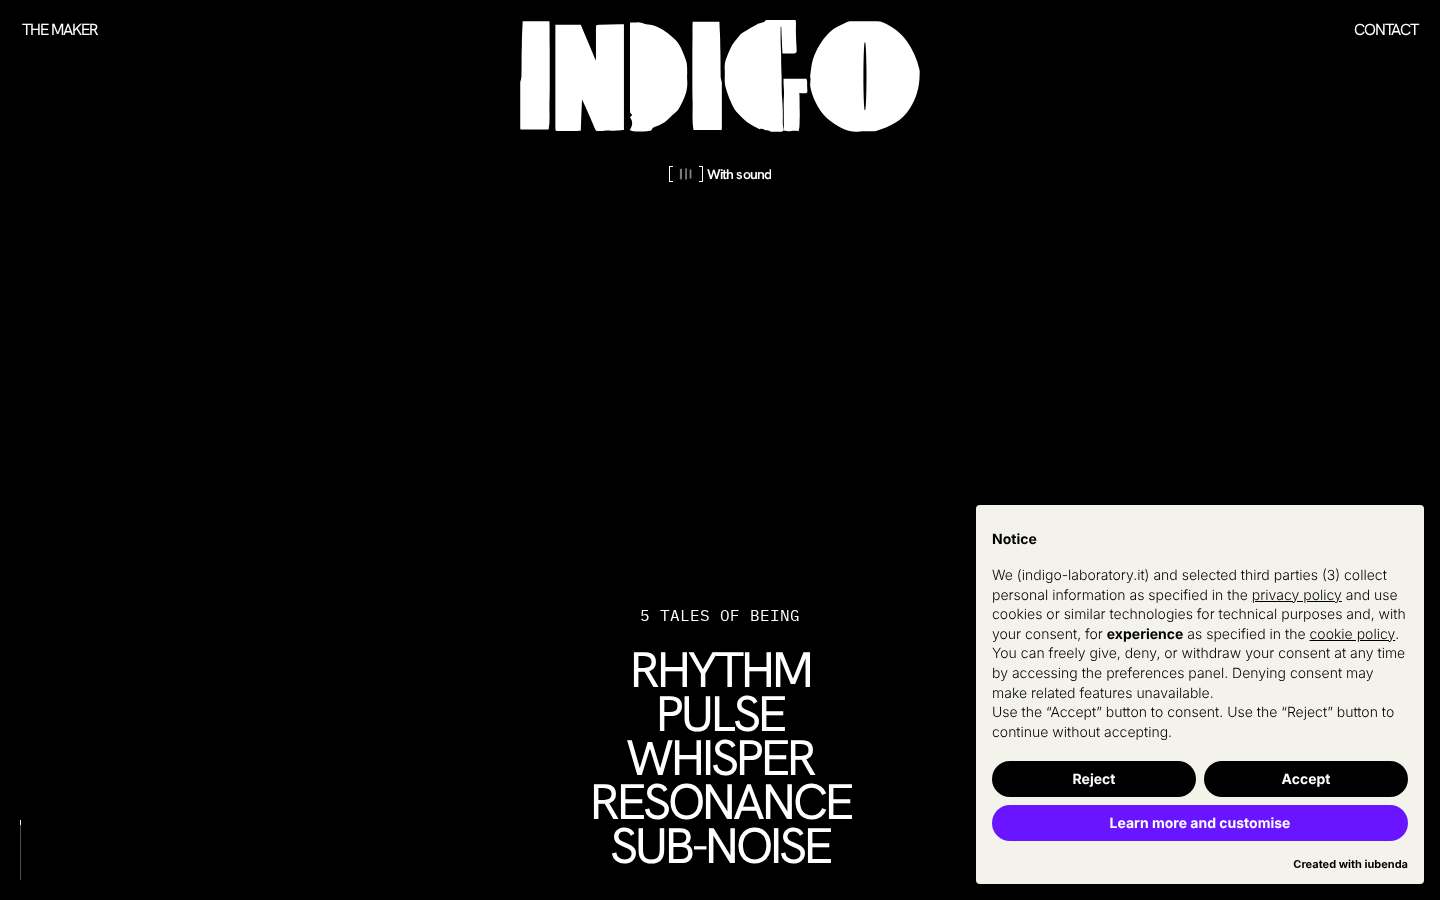 THE MAKER
INDIGO
CONTACT
With sound
5 TALES OF BEING
RHYTHM
PULSE
WHISPER
RESONANCE
SUB-NOISE
Notice
We (indigo-laboratory.it) and selected third parties (3) collect
personal information as specified in the privacy policy and use
cookies or similar technologies for technical purposes and, with
your consent, for experience as specified in the cookie policy.
You can freely give, deny, or withdraw your consent at any time
by accessing the preferences panel. Denying consent may
make related features unavailable.
Use the “Accept” button to consent. Use the “Reject” button to
continue without accepting.
Reject
Accept
Learn more and customise
Created with iubenda